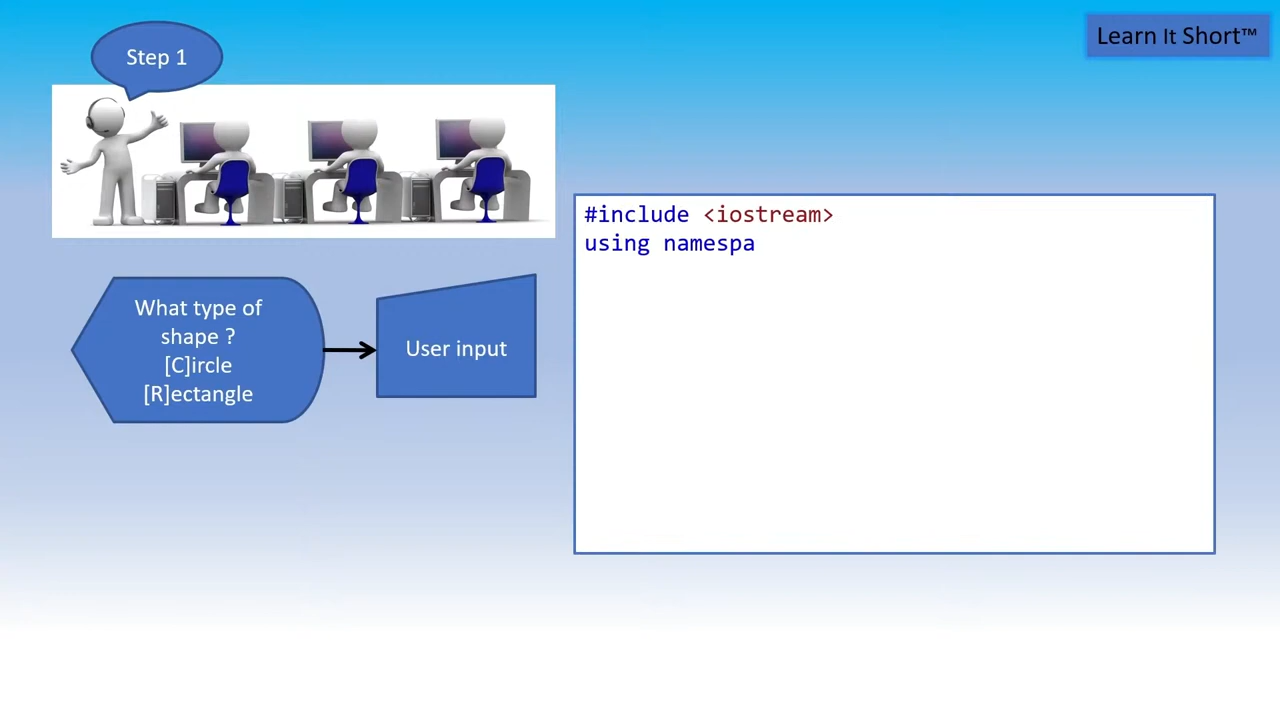 Step 1
Learn It Short™
What type of
shape ?
[C]ircle
[R]ectangle
User input
#include <iostream>
using namespa